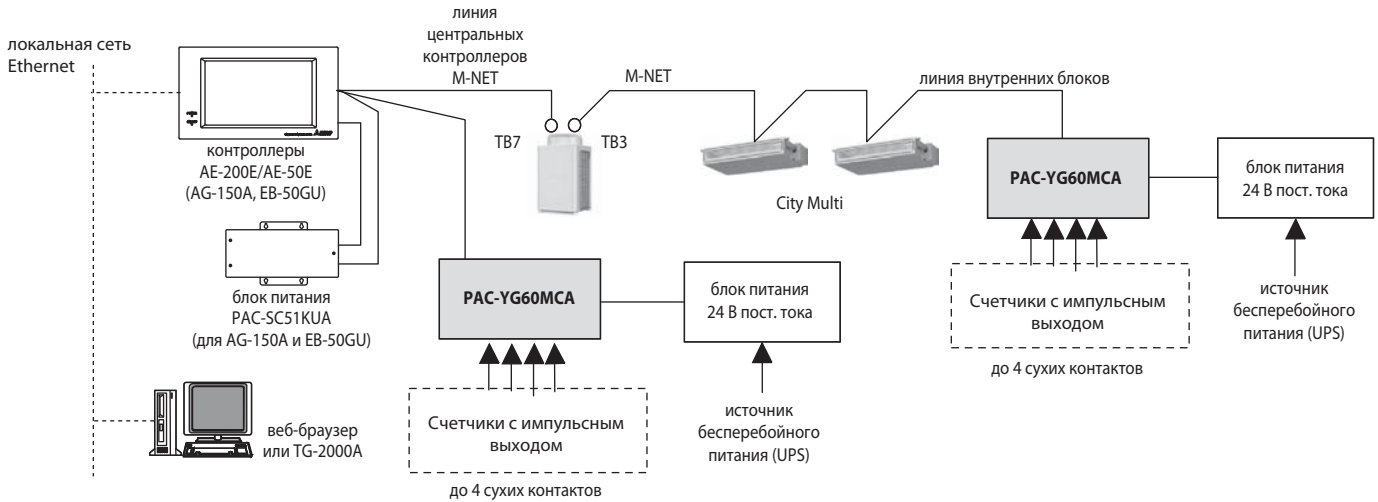 локальная сеть
Ethernet
контроллеры
AE-200E/AE-50E
(AG-150A, EB-50GU)
блок питания
PAC-SC51KUA
(для AG-150A и EB-50GU)
веб-браузер
или TG-2000A
линия
центральных
контроллеров
M-NET
M-NET
TB7
TB3
City Multi
линия внутренних блоков
PAC-YG60MCA
блок питания
24 В пост. тока
Счетчики с импульсным
выходом
до 4 сухих контактов
источник
бесперебойного
питания (UPS)
PAC-YG60MCA
блок питания
24 В пост. тока
Счетчики с импульсным
выходом
до 4 сухих контактов
источник
бесперебойного
питания (UPS)